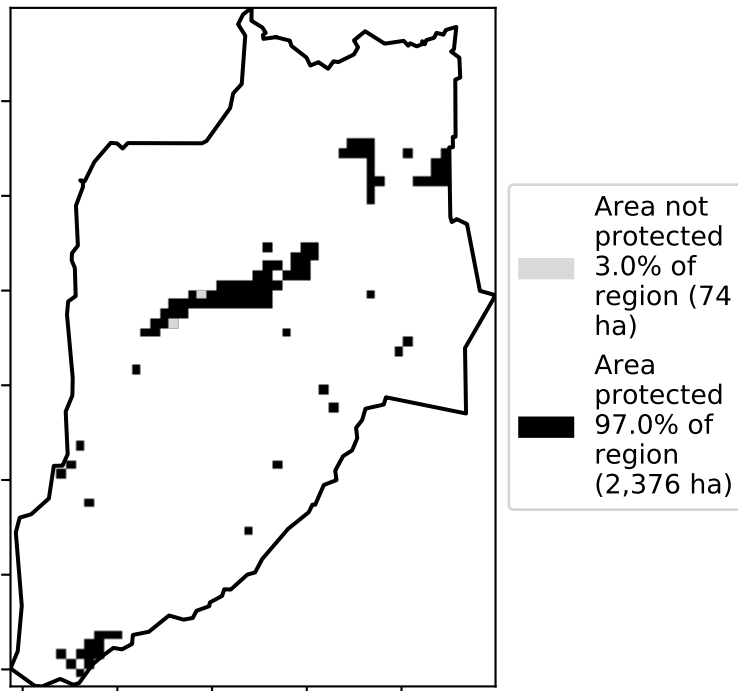 Area not
protected
3.0% of
region (74
ha)
Area
protected
97.0% of
region
(2,376 ha)